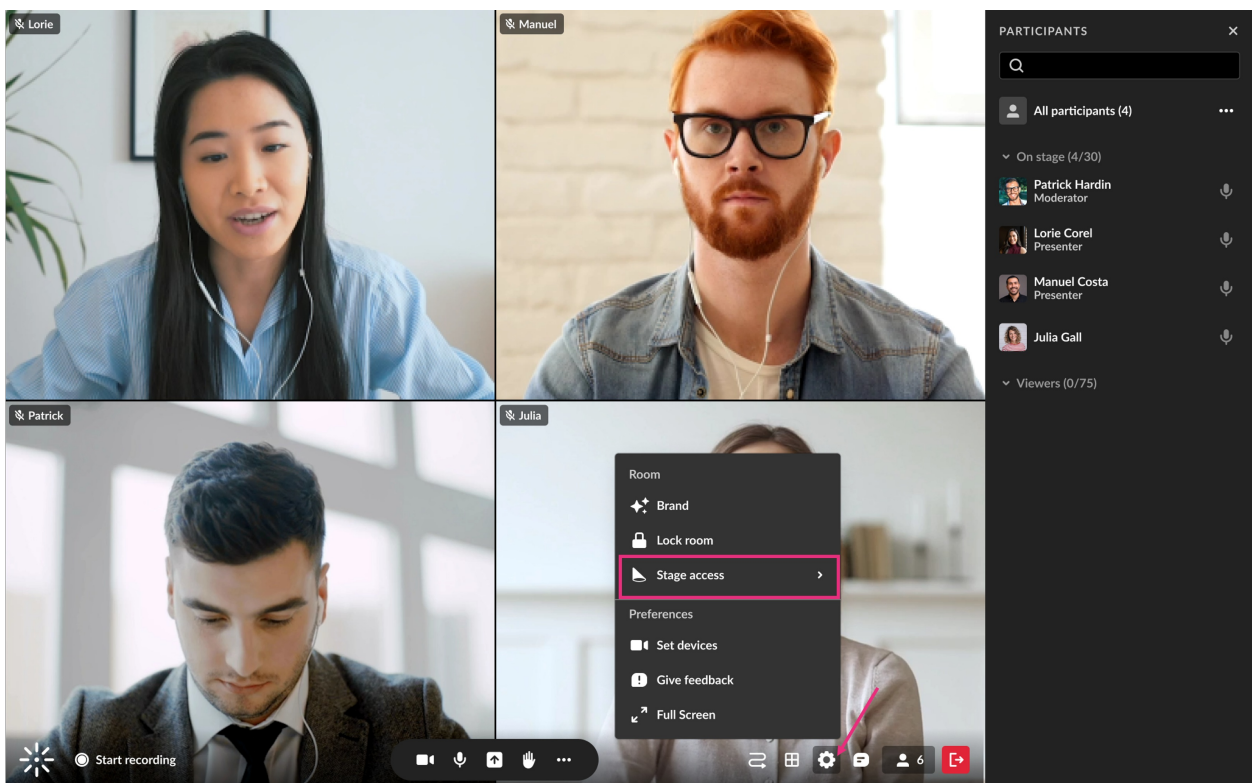 Lorie
Manuel
PARTICIPANTS
All participants (4)
On stage (4/30)
Patrick Hardin
Moderator
Lorie Corel
Presenter
Manuel Costa
Presenter
Julia Gall
Viewers (0/75)
Patrick
Julia
Room
Brand
Lock room
Stage access
Preferences
Set devices
Give feedback
Full Screen
Start recording
6